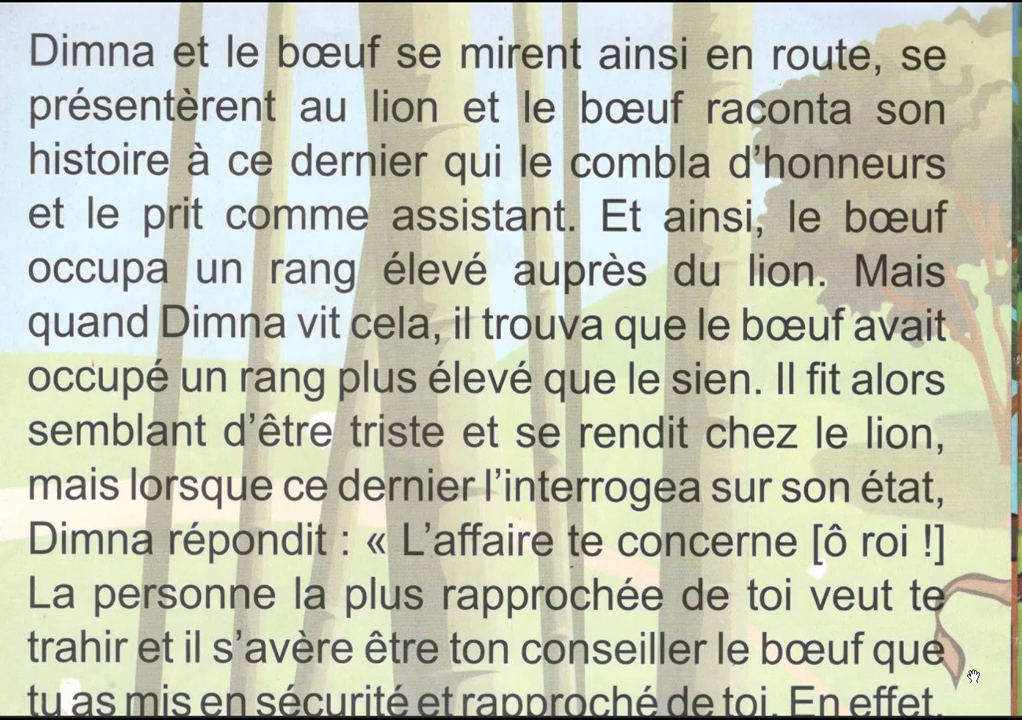 Dimna et le bœuf se mirent ainsi en route, se
présentèrent au lion et le bœuf raconta son
histoire à ce dernier qui le combla d’honneurs
et le prit comme assistant. Et ainsi, le bœuf
occupa un rang élevé auprès du lion. Mais
quand Dimna vit cela, il trouva que le bœuf avait
occupé un rang plus élevé que le sien. Il fit alors
semblant d’être triste et se rendit chez le lion,
mais lorsque ce dernier l’interrogea sur son état,
Dimna répondit : « L’affaire te concerne [ô roi !]
La personne la plus rapprochée de toi veut te
trahir et il s’avère être ton conseiller le bœuf que
tu as mis en sécurité et rapproché de toi. En effet,